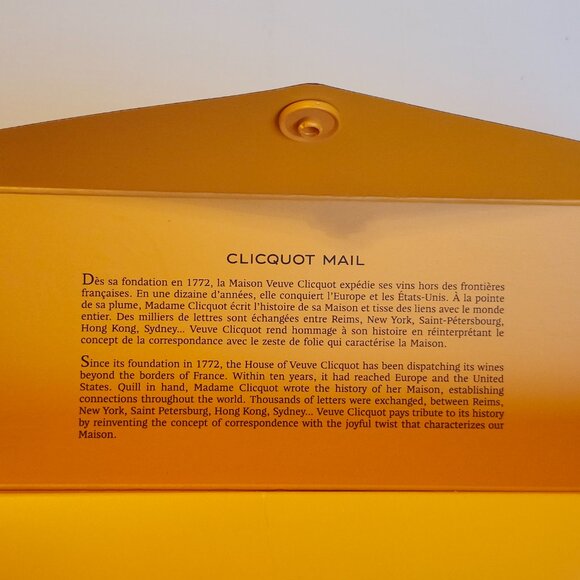 CLICQUOT MAIL
Dès sa fondation en 1772, la Maison Veuve Clicquot expédie ses vins hors des frontières
françaises. En une dizaine d'années, elle conquiert l'Europe et les États-Unis. À la pointe
de sa plume, Madame Clicquot écrit l'histoire de sa Maison et tisse des liens avec le monde
entier. Des milliers de lettres sont échangées entre Reims, New York, Saint-Pétersbourg,
Hong Kong, Sydney... Veuve Clicquot rend hommage à son histoire en réinterprétant le
concept de la correspondance avec le zeste de folie qui caractérise la Maison.
Since its foundation in 1772, the House of Veuve Clicquot has been dispatching its wines
beyond the borders of France. Within ten years, it had reached Europe and the United
States. Quill in hand, Madame Clicquot wrote the history of her Maison, establishing
connections throughout the world. Thousands of letters were exchanged, between Reims,
New York, Saint Petersburg, Hong Kong, Sydney... Veuve Clicquot pays tribute to its history
by reinventing the concept of correspondence with the joyful twist that characterizes our
Maison.